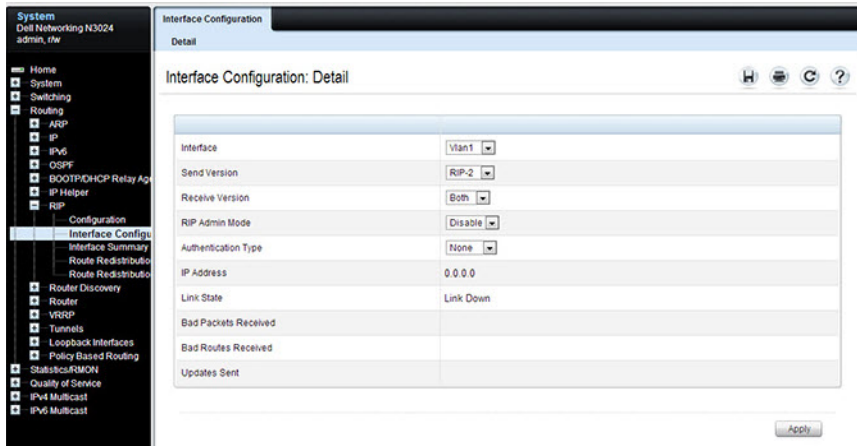 System
Dell Networking N3024
admin, r/w
Home
System
Switching
Routing
ARP
IP
IPv6
OSPF
BOOTP/DHCP Relay Age
IP Helper
RIP
Configuration
Interface Configu
Interface Summary
Route Redistributio
Route Redistributio
Router Discovery
Router
VRRP
Tunnels
Loopback Interfaces
Policy Based Routing
Statistics/RMON
Quality of Service
IPv4 Multicast
IPv6 Multicast
Interface Configuration
Detail
Interface Configuration: Detail
?
Interface Vlan1
Send Version RIP-2
Receive Version Both
RIP Admin Mode Disable
Authentication Type None
IP Address 0.0.0.0
Link State Link Down
Bad Packets Received
Bad Routes Received
Updates Sent
Apply